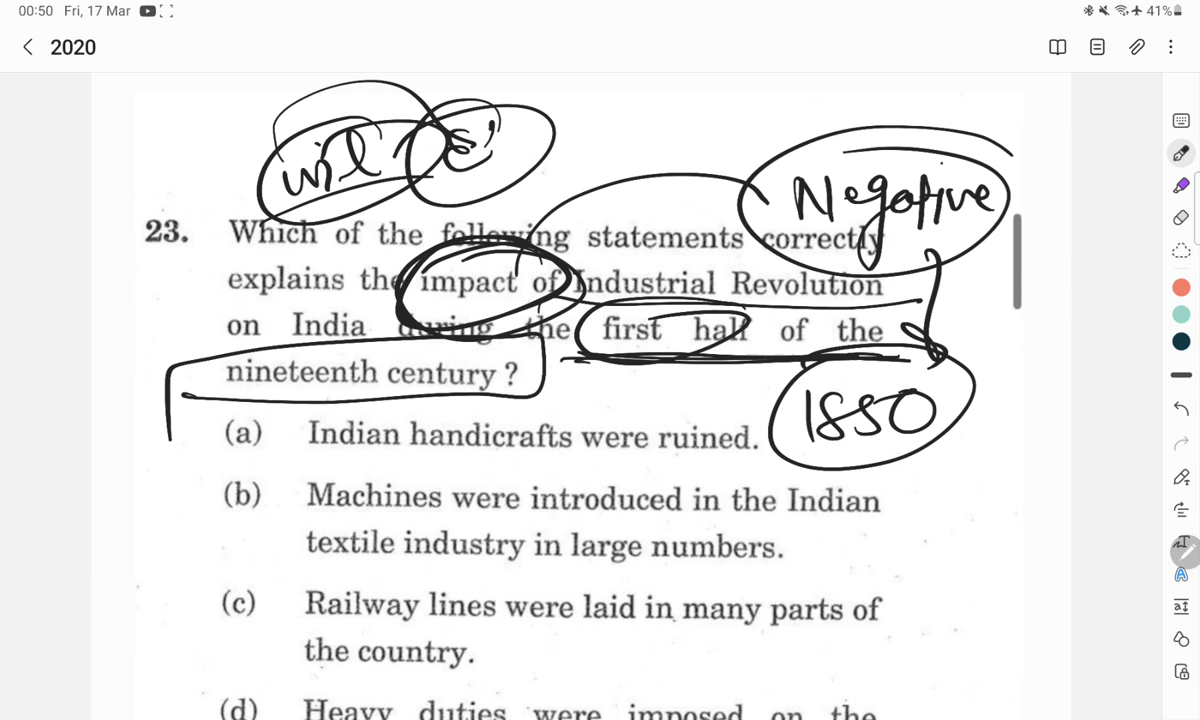 00:50 Fri, 17 Mar 41%
2020
Negative
23. Which of the following statements correctly
explains the impact of Industrial Revolution
on India during the first half of the
nineteenth century ?
1850
(a) Indian handicrafts were ruined.
(b) Machines were introduced in the Indian
textile industry in large numbers.
(c) Railway lines were laid in many parts of
the country.
(d) Heavy duties were imposed on the